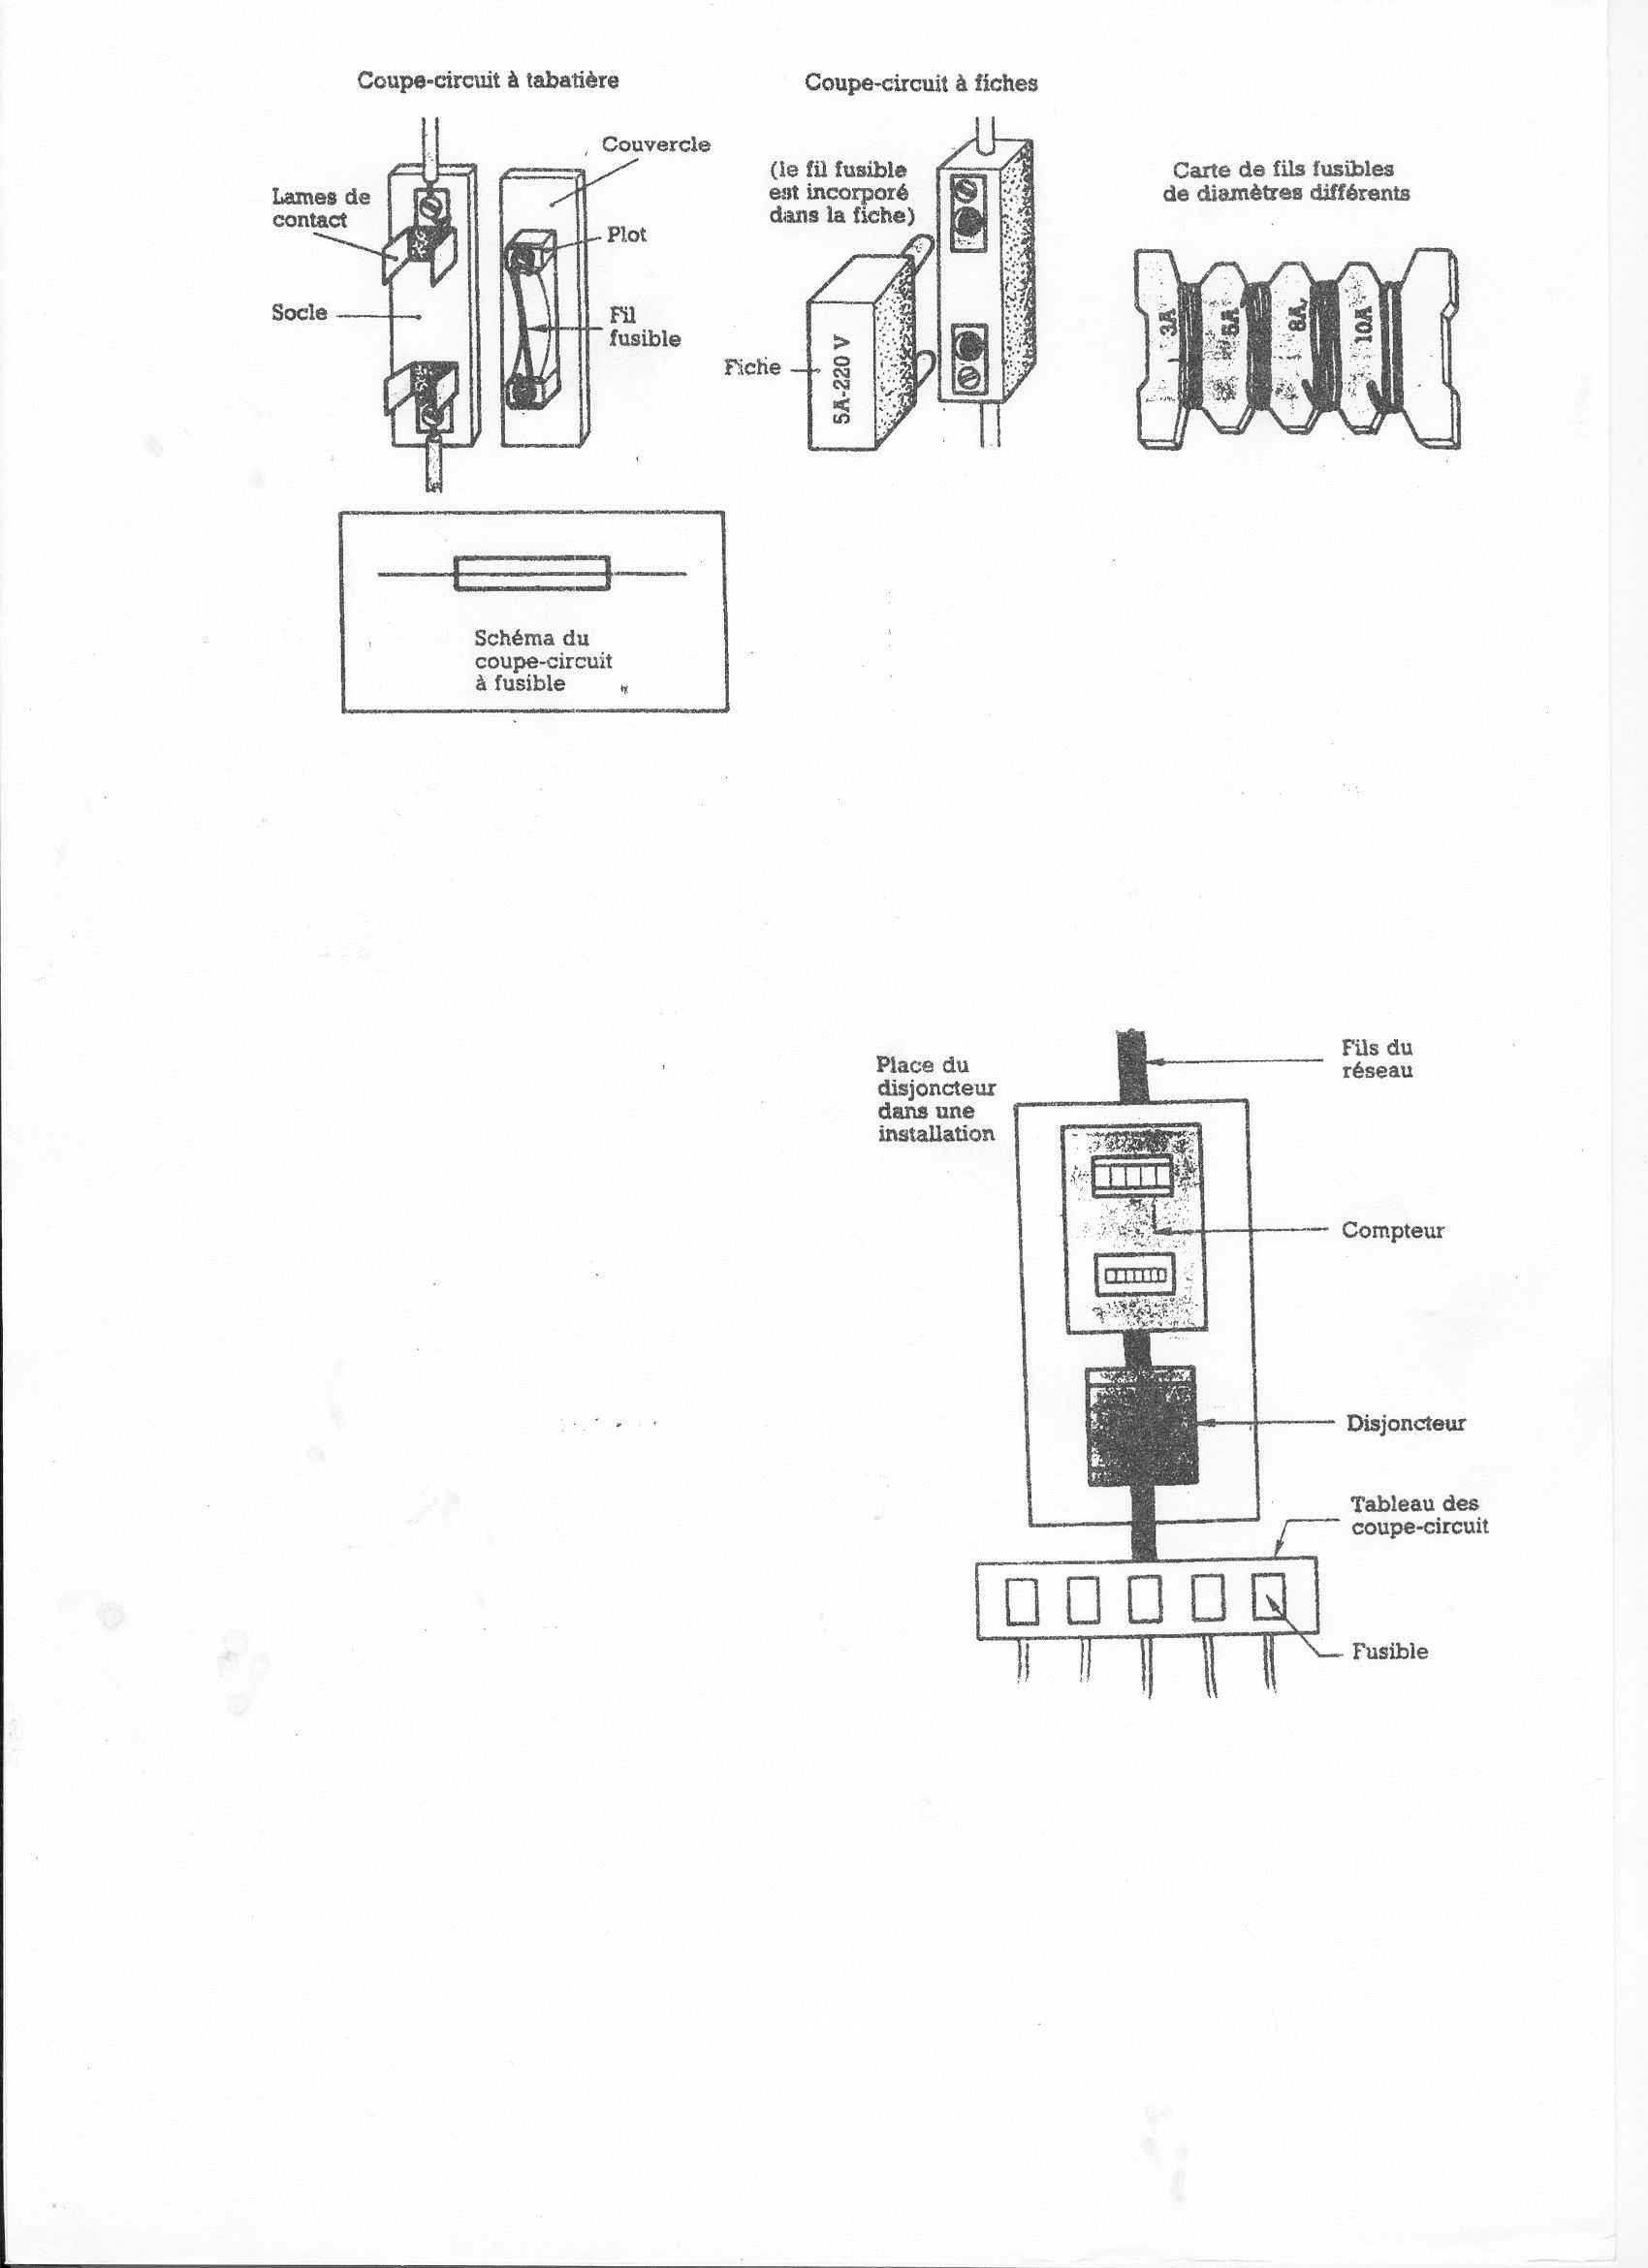 Coupe-circuit à tabatière
Couvercle
Lames de
contact
Plot
Socle
Fil
fusible
Coupe-circuit à fiches
(le fil fusible
est incorporé
dans la fiche)
Fiche
5A-220 V
Carte de fils fusibles
de diamètres différents
3A
5A
8A
10A
Schéma du
coupe-circuit
à fusible
Place du
disjoncteur
dans une
installation
Fils du
réseau
Compteur
Disjoncteur
Tableau des
coupe-circuit
Fusible